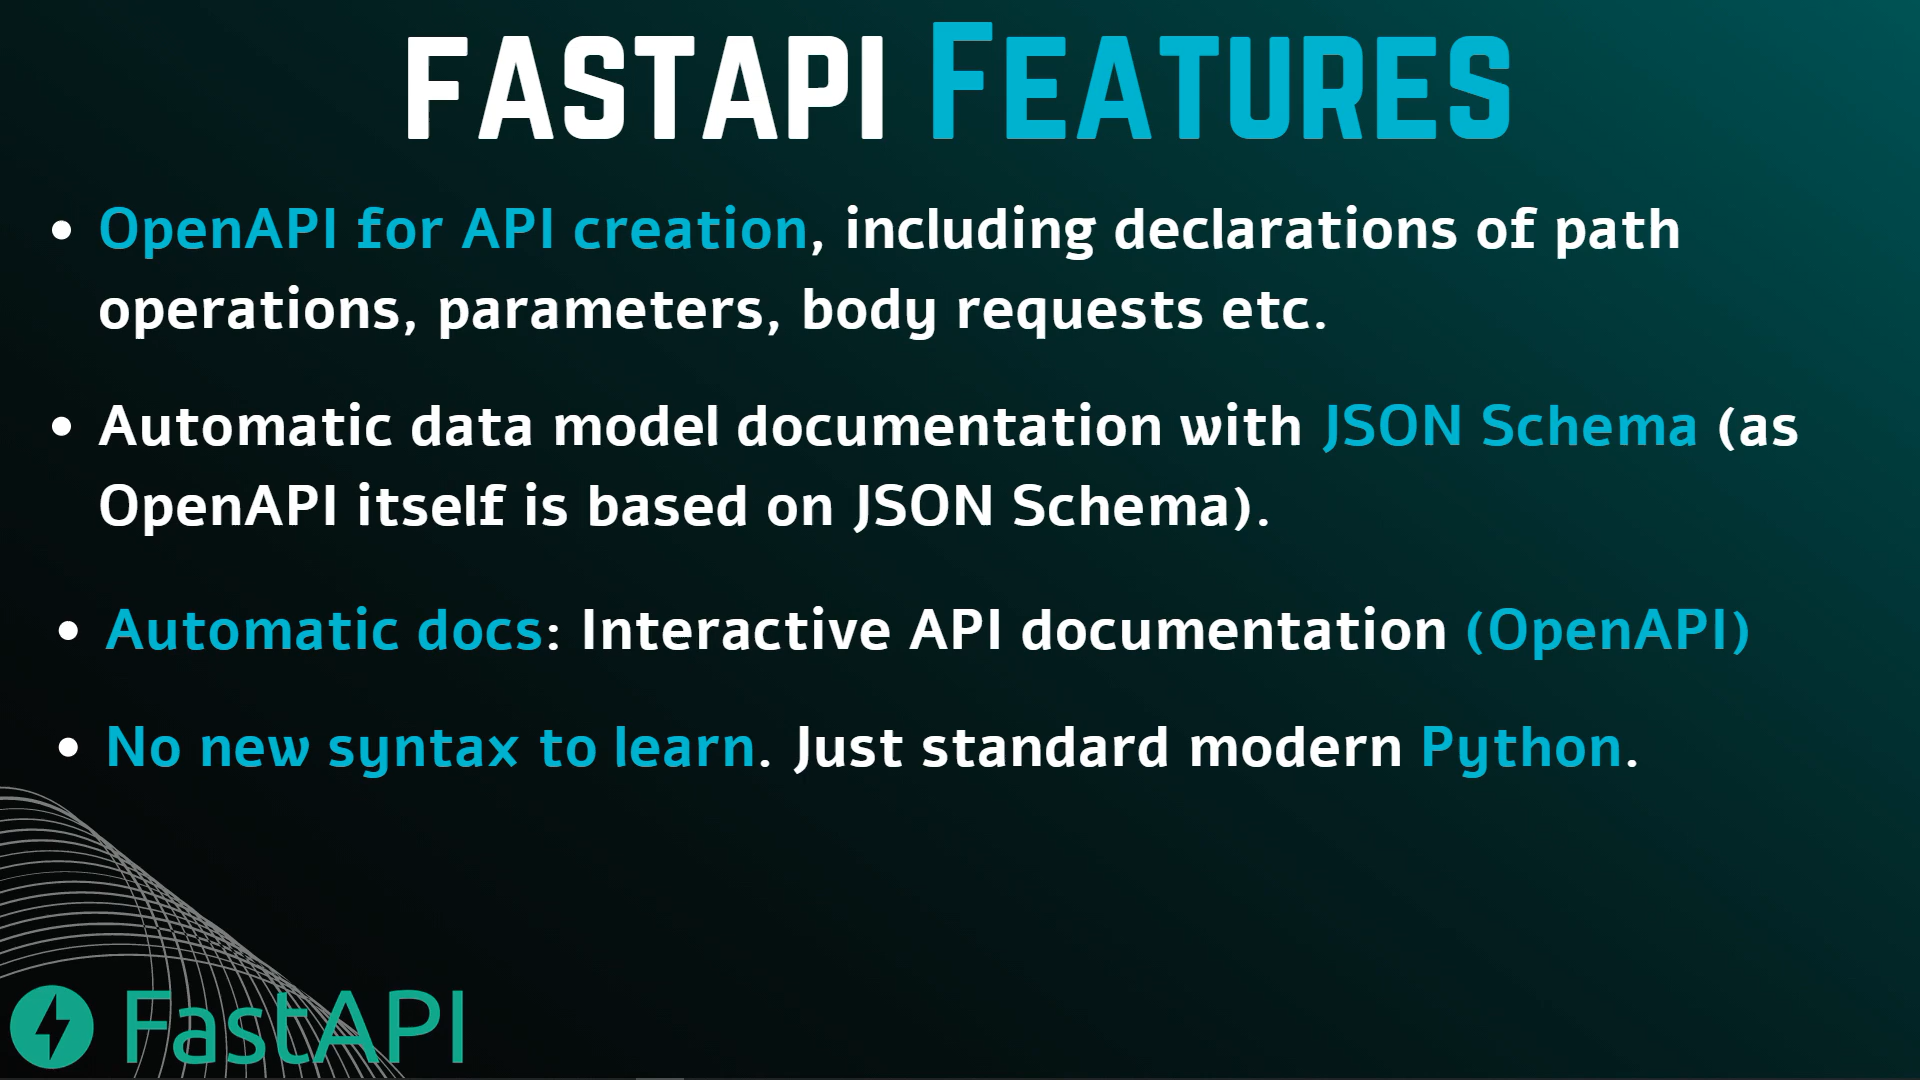 FASTAPI FEATURES
• OpenAPI for API creation, including declarations of path
operations, parameters, body requests etc.
• Automatic data model documentation with JSON Schema (as
OpenAPI itself is based on JSON Schema).
• Automatic docs: Interactive API documentation (OpenAPI)
• No new syntax to learn. Just standard modern Python.
FastAPI